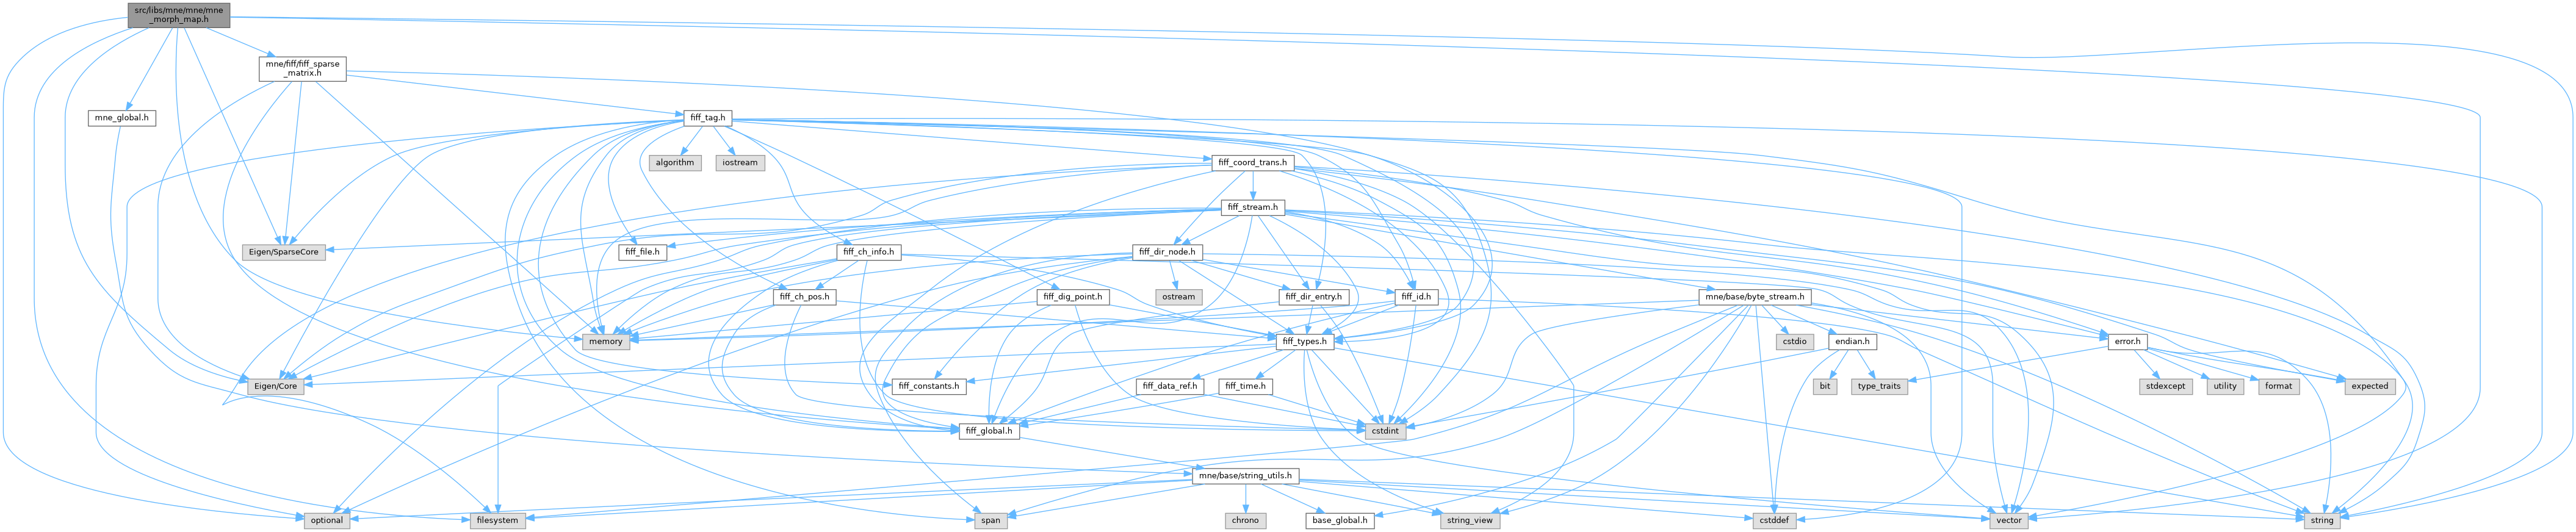 src/libs/mne/mne/mne
_morph_map.h
mne/fiff/fiff_sparse
_matrix.h
mne_global.h
fiff_tag.h
algorithm
iostream
fiff_coord_trans.h
fiff_stream.h
Eigen/SparseCore
fiff_file.h
fiff_ch_info.h
fiff_dir_node.h
fiff_ch_pos.h
fiff_dig_point.h
ostream
fiff_dir_entry.h
fiff_id.h
mne/base/byte_stream.h
memory
fiff_types.h
cstdio
endian.h
error.h
Eigen/Core
fiff_constants.h
fiff_data_ref.h
fiff_time.h
bit
type_traits
stdexcept
utility
format
expected
fiff_global.h
cstdint
mne/base/string_utils.h
optional
filesystem
span
chrono
base_global.h
string_view
cstddef
vector
string